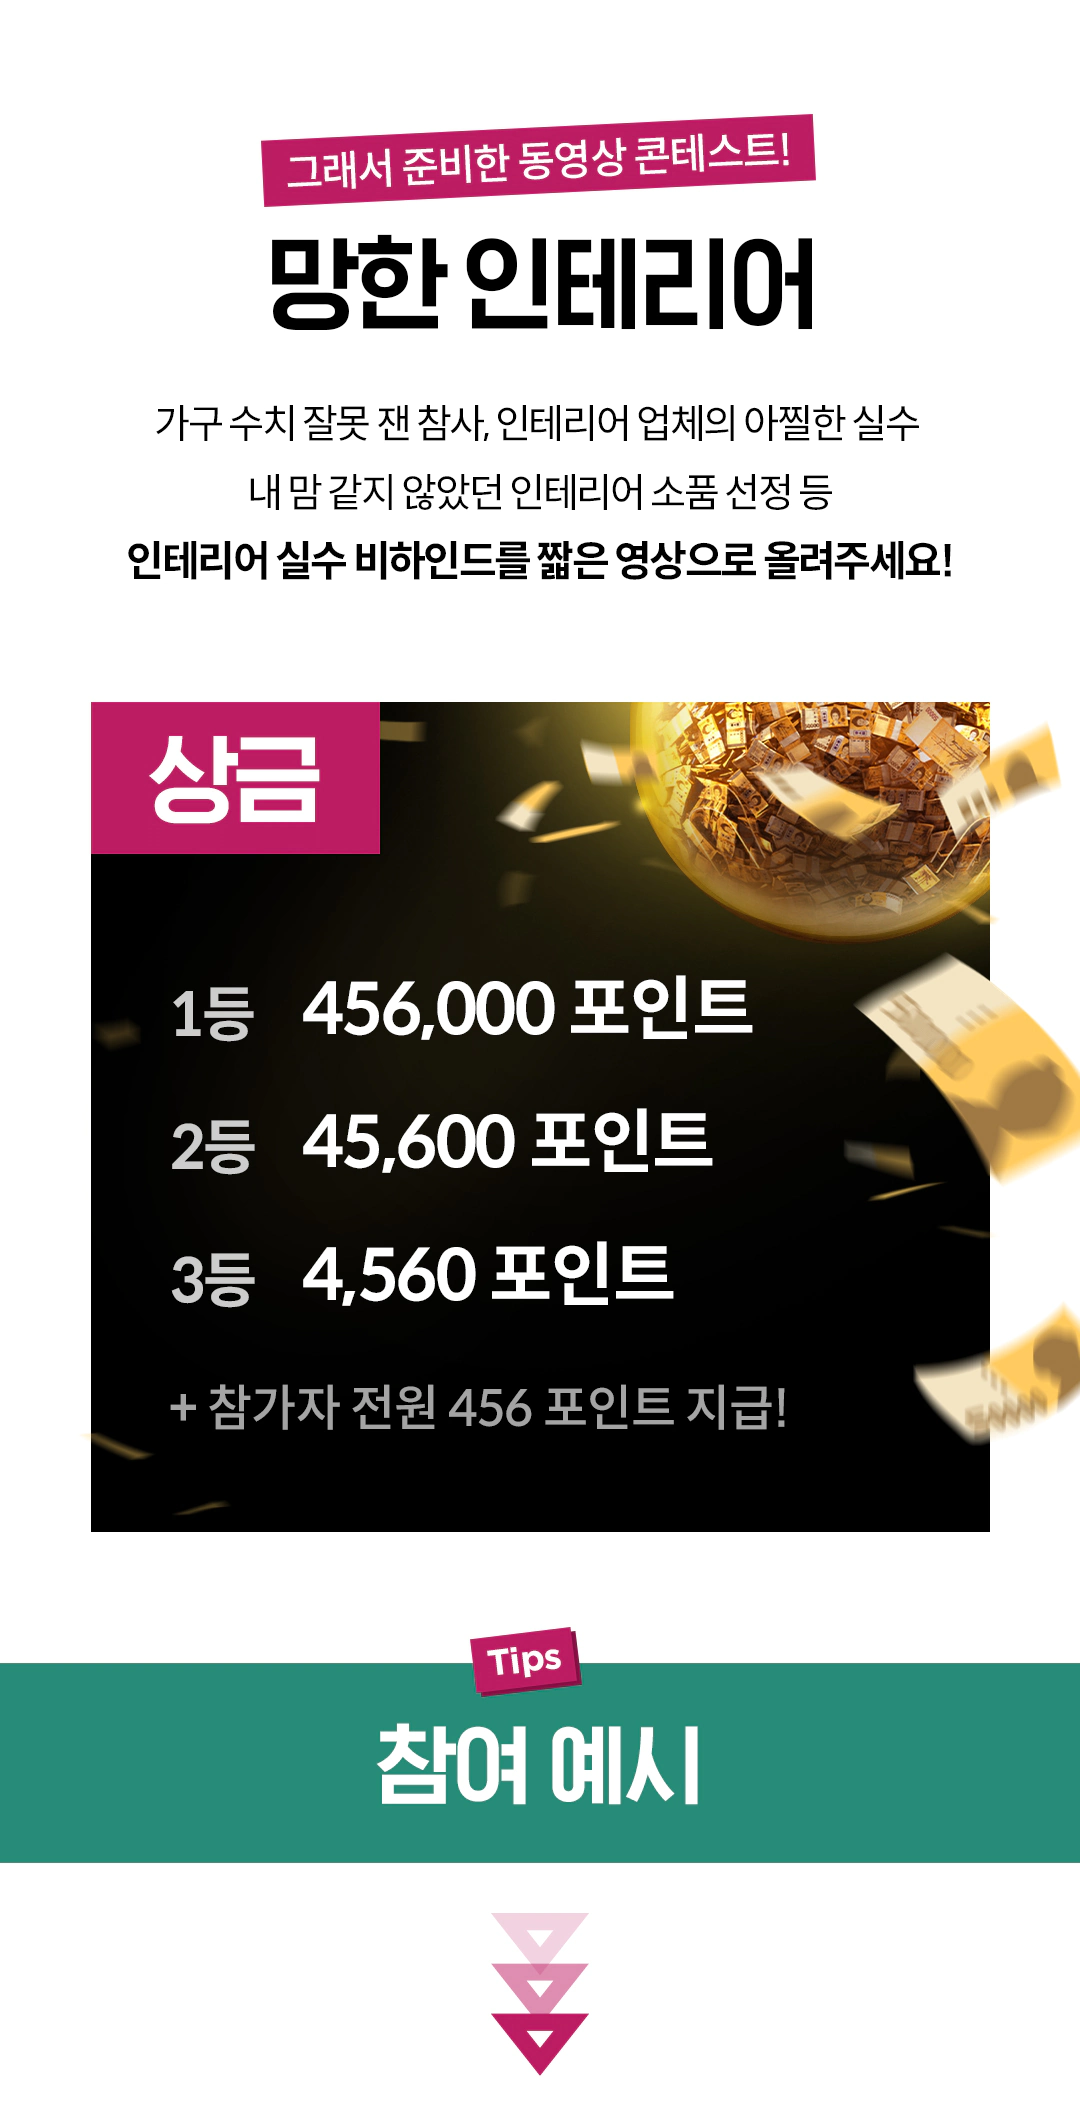 그래서 준비한 동영상 콘테스트!
망한 인테리어
가구 수치 잘못 잰 참사, 인테리어 업체의 아찔한 실수
내 맘 같지 않았던 인테리어 소품 선정 등
인테리어 실수 비하인드를 짧은 영상으로 올려주세요!
상금
1등 456,000 포인트
2등 45,600 포인트
3등 4,560 포인트
+ 참가자 전원 456 포인트 지급!
Tips
참여 예시